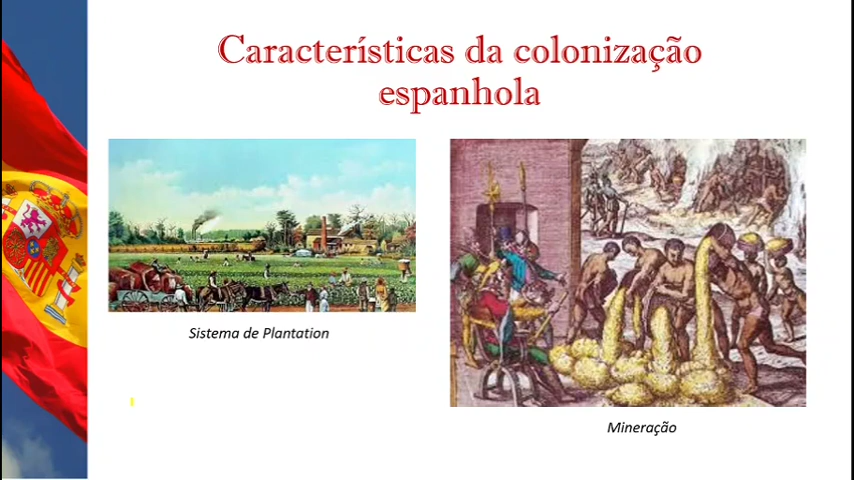 Características da colonização
espanhola
Sistema de Plantation
Mineração